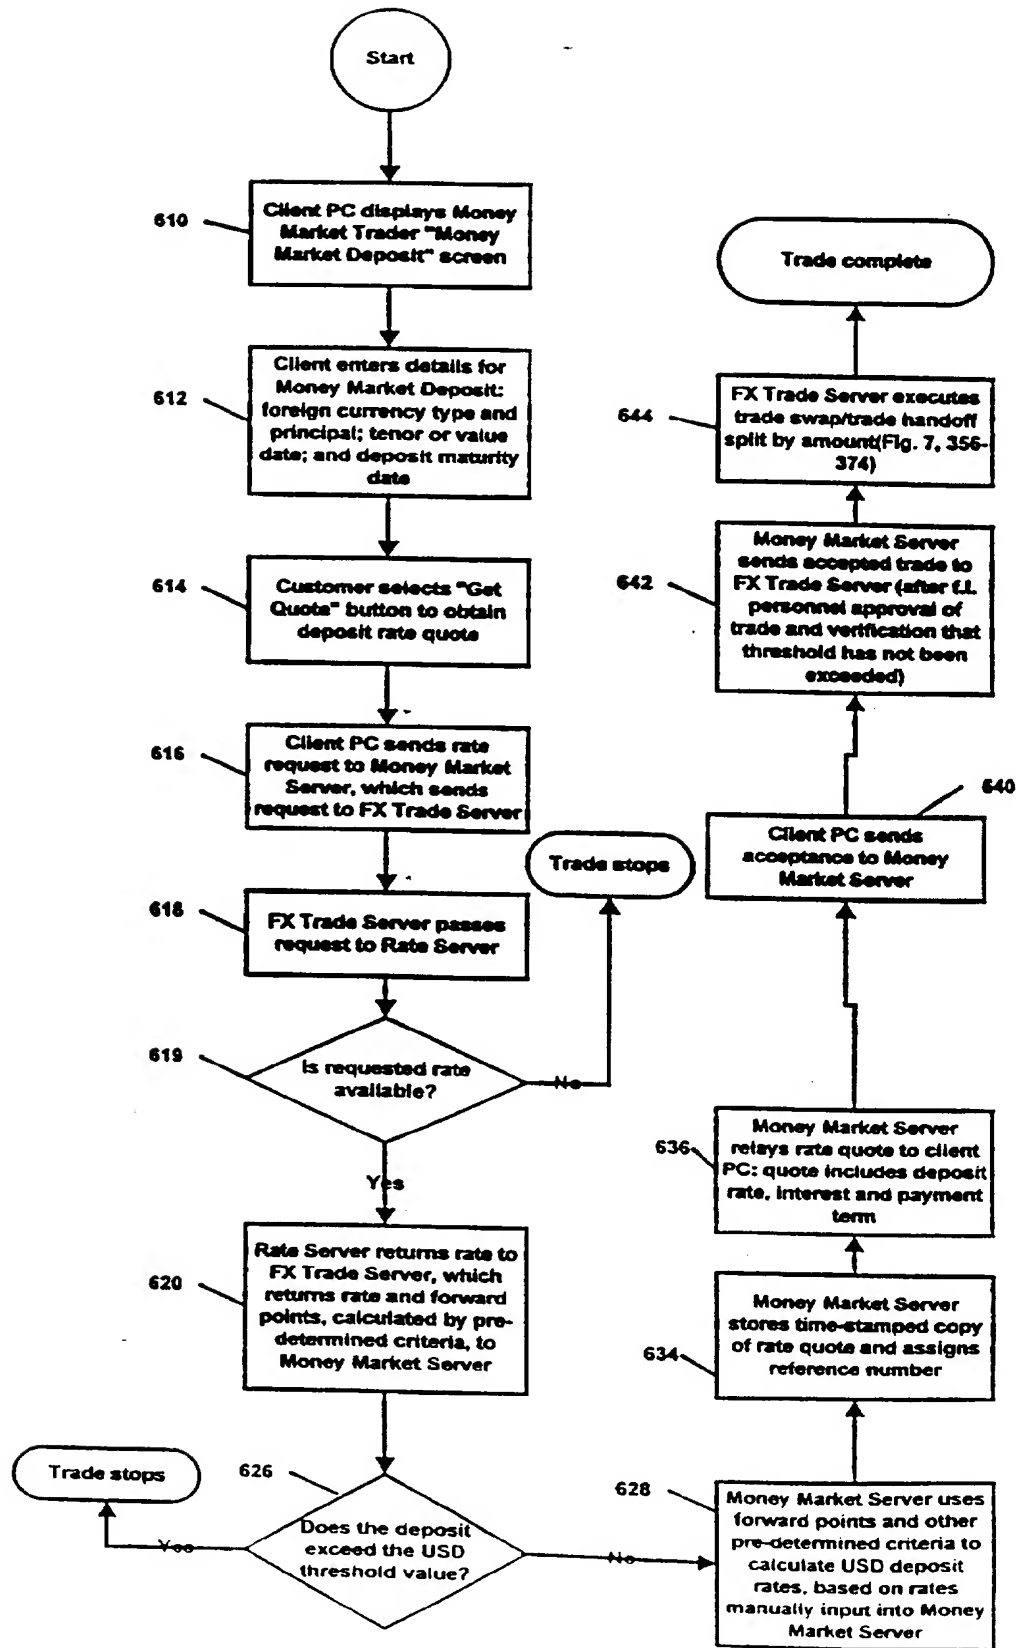 Start
610
Client PC displays Money
Market Trader "Money
Market Deposit" screen
612
Client enters details for
Money Market Deposit:
foreign currency type and
principal; tenor or value
date; and deposit maturity
date
614
Customer selects "Get
Quote" button to obtain
deposit rate quote
616
Client PC sends rate
request to Money Market
Server, which sends
request to FX Trade Server
618
FX Trade Server passes
request to Rate Server
619
Is requested rate
available?
No
Trade stops
Yes
620
Rate Server returns rate to
FX Trade Server, which
returns rate and forward
points, calculated by pre-
determined criteria, to
Money Market Server
626
Does the deposit
exceed the USD
threshold value?
Yes
Trade stops
No
628
Money Market Server uses
forward points and other
pre-determined criteria to
calculate USD deposit
rates, based on rates
manually input into Money
Market Server
634
Money Market Server
stores time-stamped copy
of rate quote and assigns
reference number
636
Money Market Server
relays rate quote to client
PC: quote includes deposit
rate, interest and payment
term
640
Client PC sends
acceptance to Money
Market Server
642
Money Market Server
sends accepted trade to
FX Trade Server (after f.i.
personnel approval of
trade and verification that
threshold has not been
exceeded)
644
FX Trade Server executes
trade swap/trade handoff
split by amount(Fig. 7, 356-
374)
Trade complete